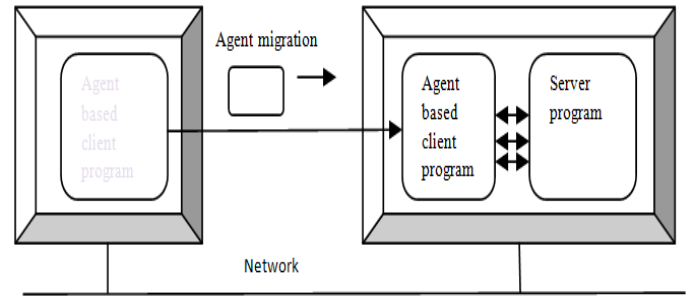 Agent migration
Agent
based
client
program
Agent
based
client
program
Server
program
Network